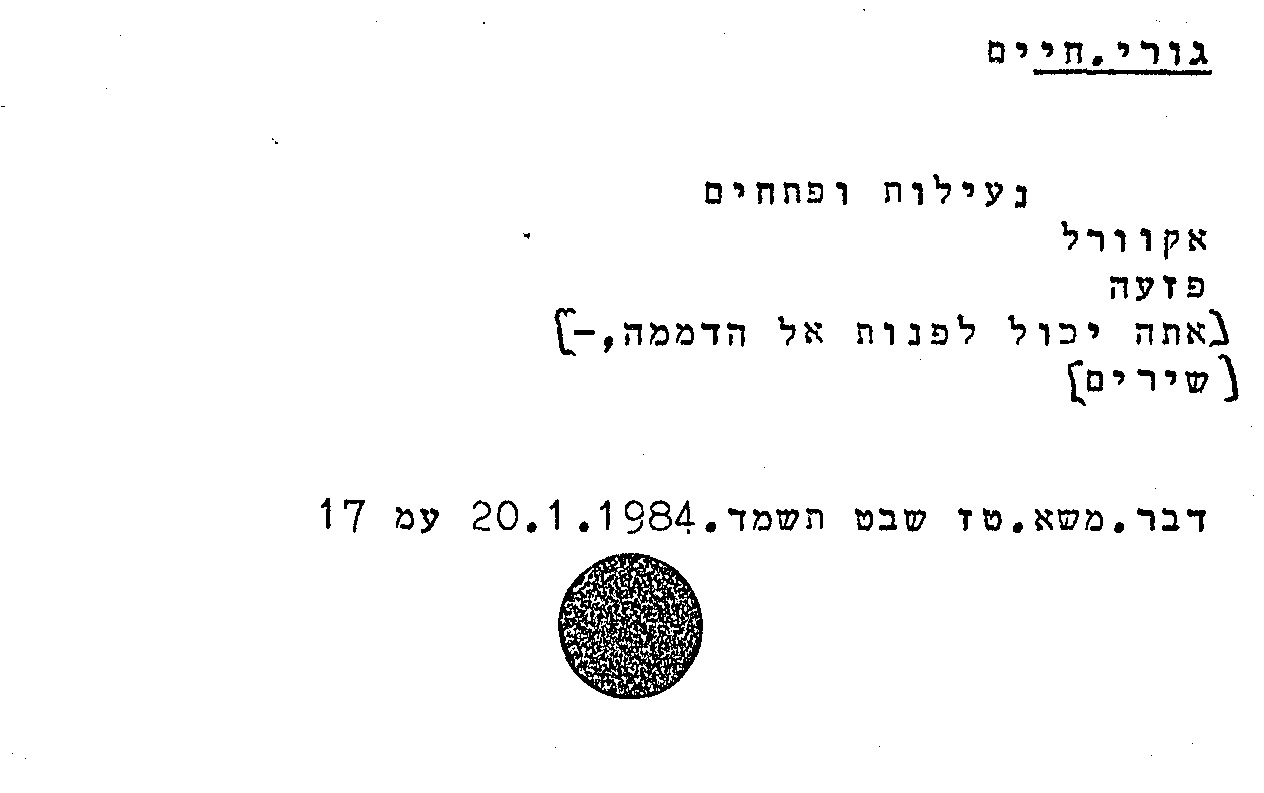 גורי.חיים
נעילות ופתחים
אקוורל
פזעה
(אתה יכול לפנות אל הדממה,-)
(שירים)
דבר.משא.טז שבט תשמד.20.1.1984 עמ 17